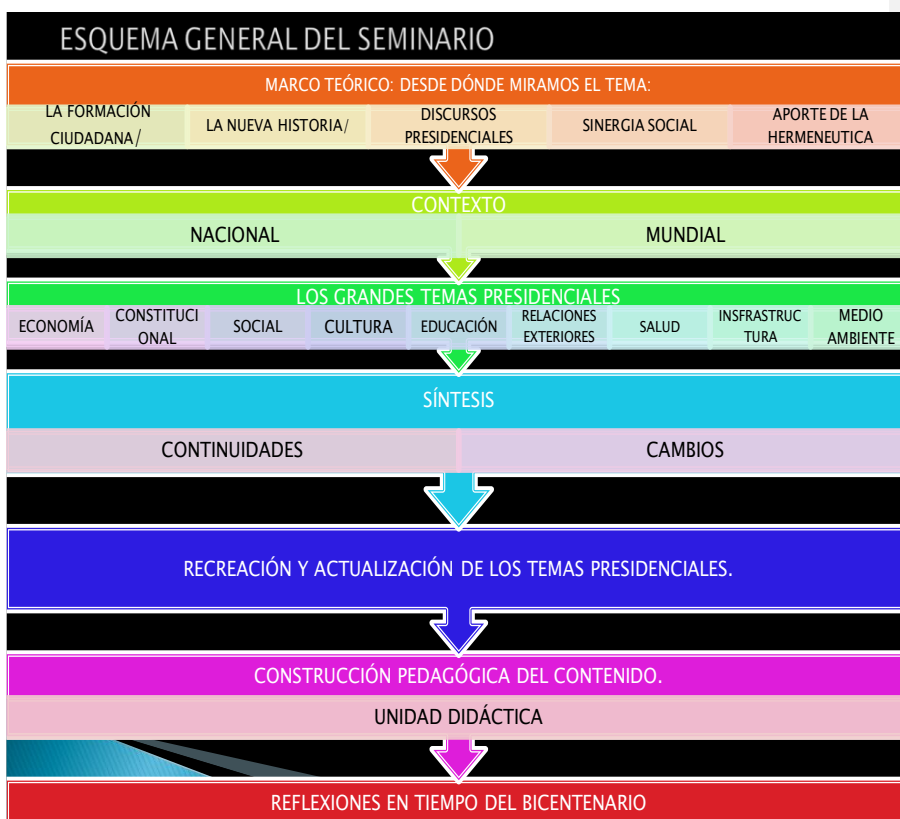 ESQUEMA GENERAL DEL SEMINARIO
MARCO TEÓRICO: DESDE DÓNDE MIRAMOS EL TEMA:
LA FORMACIÓN
CIUDADANA/
LA NUEVA HISTORIA/
DISCURSOS
PRESIDENCIALES
SINERGIA SOCIAL
APORTE DE LA
HERMENEUTICA
CONTEXTO
NACIONAL
MUNDIAL
LOS GRANDES TEMAS PRESIDENCIALES
ECONOMÍA
CONSTITUCI
ONAL
SOCIAL
CULTURA
EDUCACIÓN
RELACIONES
EXTERIORES
SALUD
INSFRASTRUC
TURA
MEDIO
AMBIENTE
SÍNTESIS
CONTINUIDADES
CAMBIOS
RECREACIÓN Y ACTUALIZACIÓN DE LOS TEMAS PRESIDENCIALES.
CONSTRUCCIÓN PEDAGÓGICA DEL CONTENIDO.
UNIDAD DIDÁCTICA
REFLEXIONES EN TIEMPO DEL BICENTENARIO